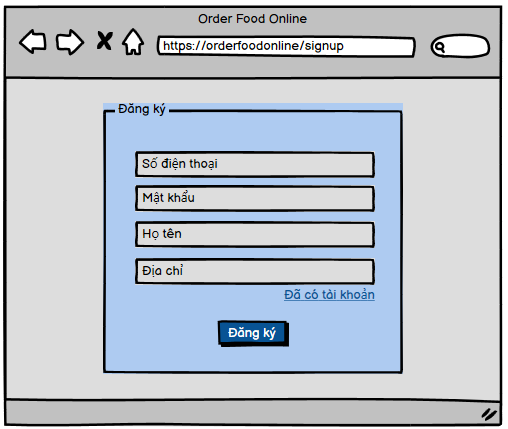 Order Food Online
https://orderfoodonline/signup
Đăng ký
Số điện thoại
Mật khẩu
Họ tên
Địa chỉ
Đã có tài khoản
Đăng ký